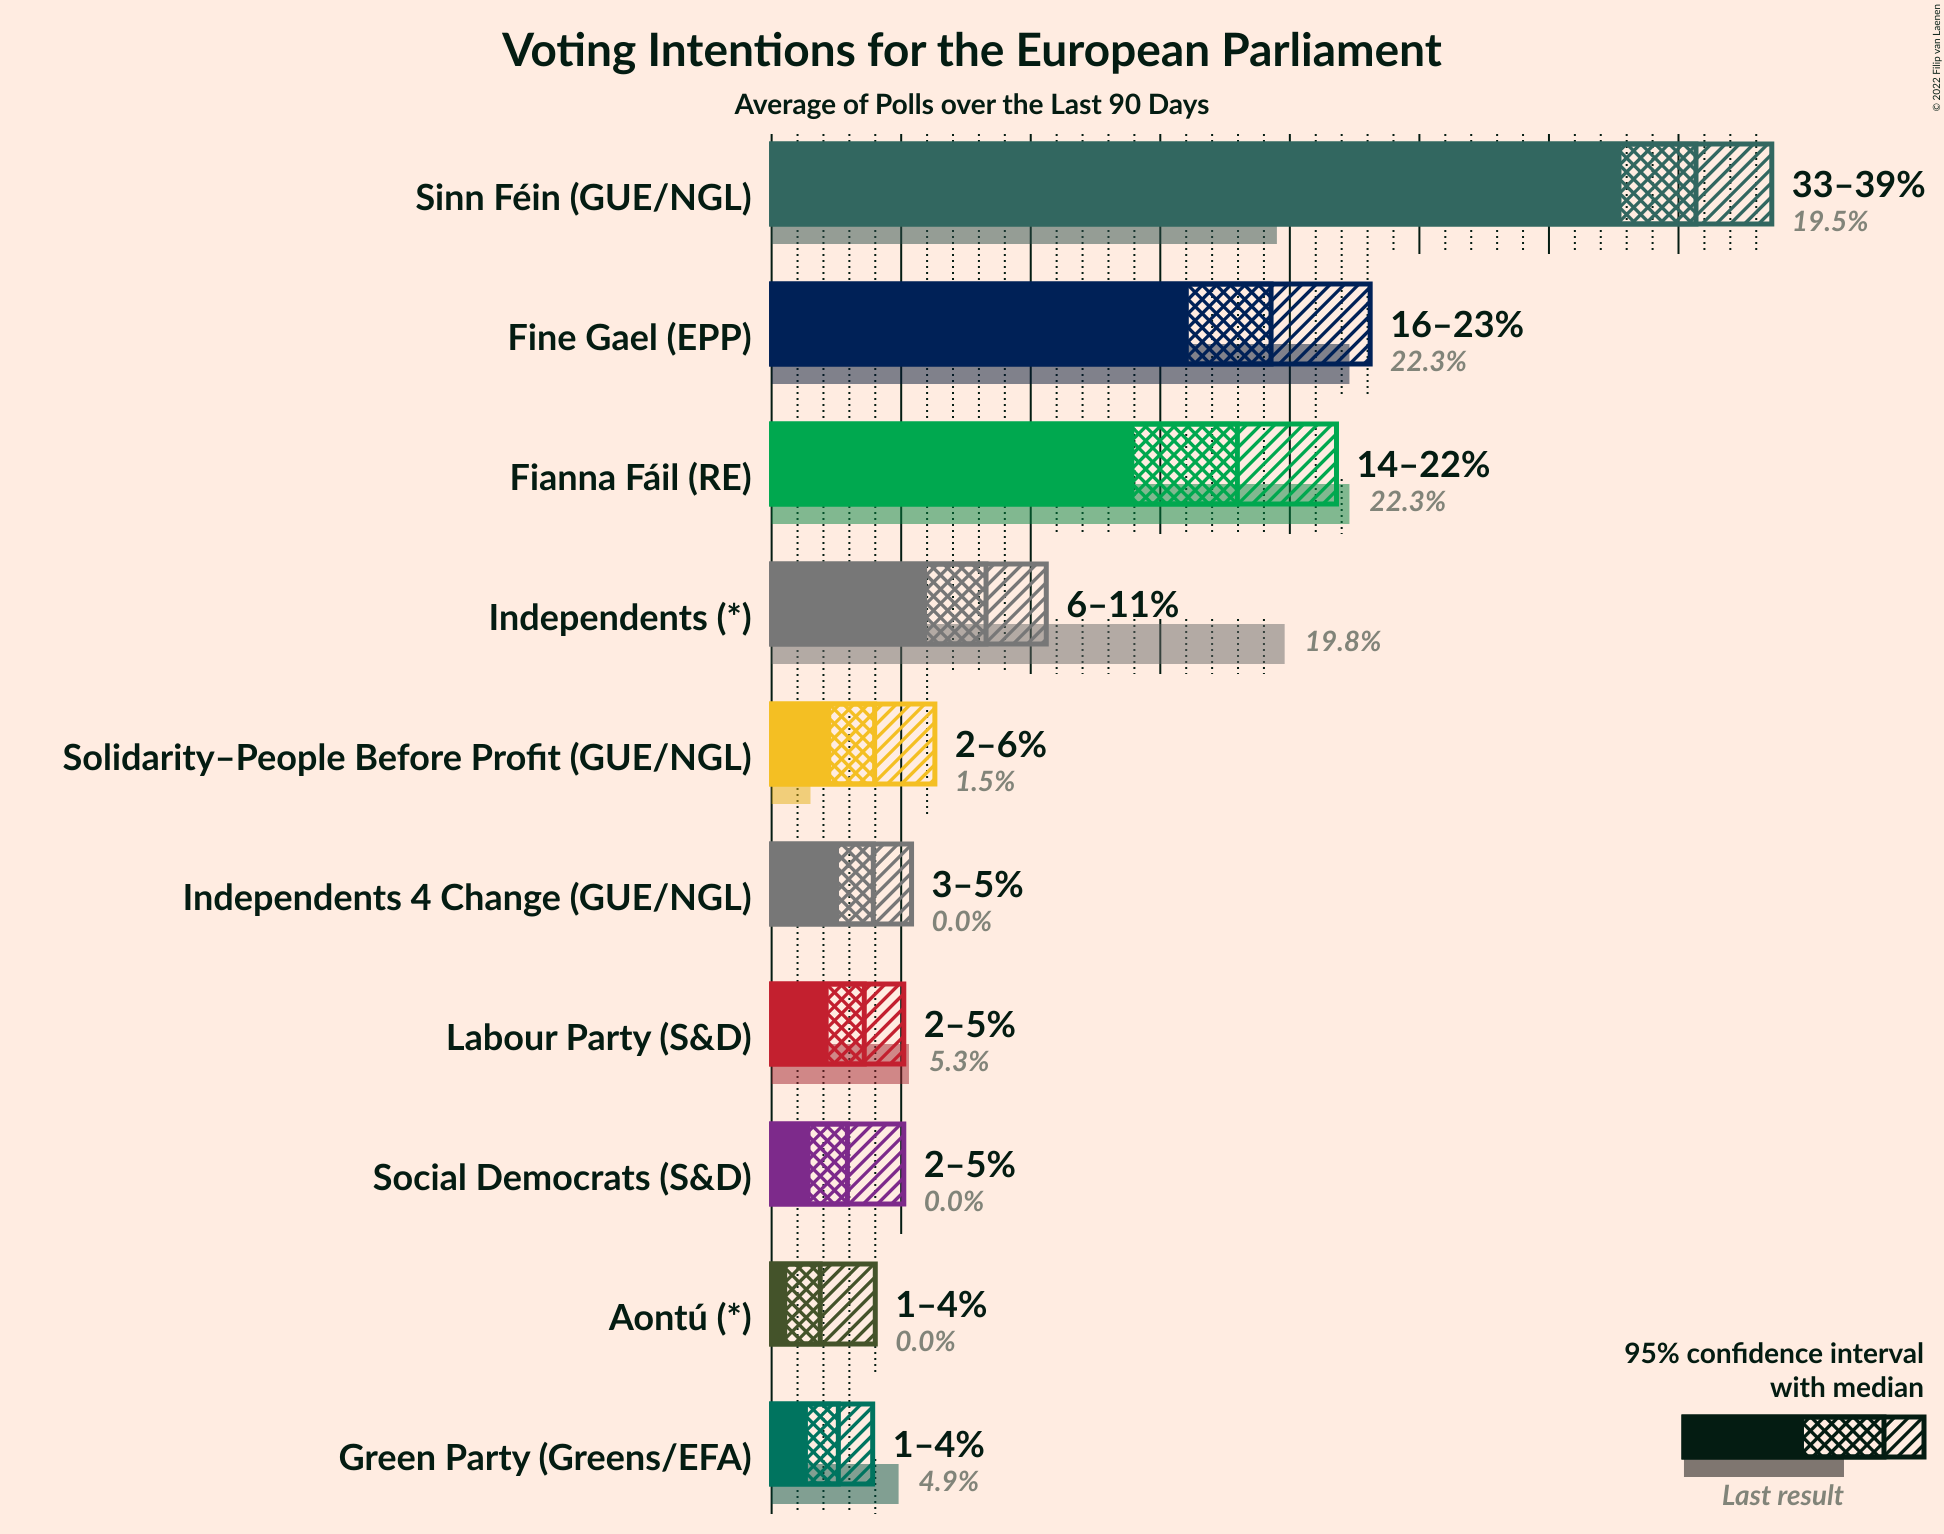 Voting Intentions for the European Parliament
Average of Polls over the Last 90 Days
© 2022 Filip van Laenen
Sinn Féin (GUE/NGL)
33–39%
19.5%
Fine Gael (EPP)
16–23%
22.3%
Fianna Fáil (RE)
14–22%
22.3%
Independents (*)
6–11%
19.8%
Solidarity–People Before Profit (GUE/NGL)
2–6%
1.5%
Independents 4 Change (GUE/NGL)
3–5%
0.0%
Labour Party (S&D)
2–5%
5.3%
Social Democrats (S&D)
2–5%
0.0%
Aontú (*)
1–4%
0.0%
Green Party (Greens/EFA)
1–4%
4.9%
95% confidence interval
with median
Last result